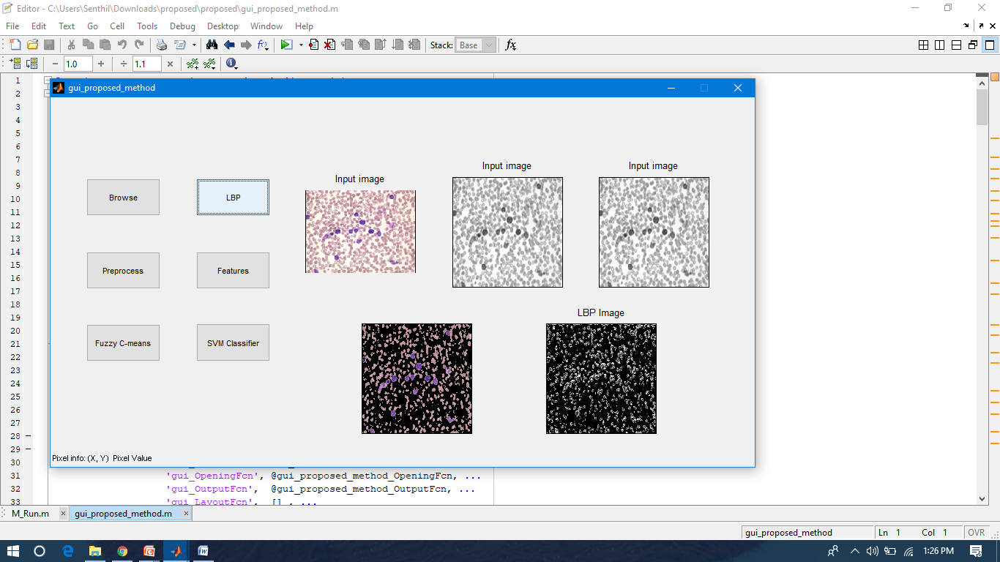 Editor - C:\Users\Senthil\Downloads\proposed\proposed\gui_proposed_method.m
File Edit Text Go Cell Tools Debug Desktop Window Help
Stack: Base fx
− 1.0 + ÷ 1.1 ×
gui_proposed_method
Input image
Input image
Input image
Browse
LBP
Preprocess
Features
LBP Image
Fuzzy C-means
SVM Classifier
Pixel info: (X, Y) Pixel Value
1
2
3
4
5
6
7
8
9
10
11
12
13
14
15
16
17
18
19
20
21
22
23
24
25
26
27
28
29
30
31 'gui_OpeningFcn', @gui_proposed_method_OpeningFcn, ...
32 'gui_OutputFcn', @gui_proposed_method_OutputFcn, ...
33 'gui_LayoutFcn', [] , ...
M_Run.m gui_proposed_method.m
gui_proposed_method Ln 1 Col 1 OVR
1:26 PM